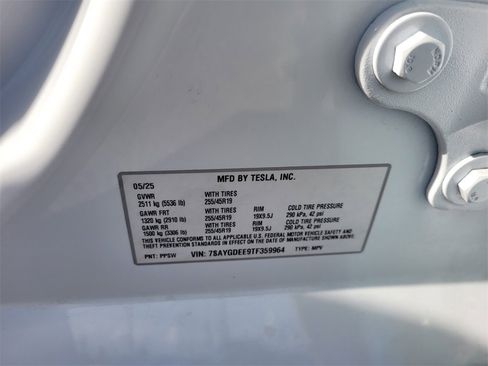 MFD BY TESLA, INC.
05/25
GVWR WITH TIRES
2511 kg (5536 lb) 255/45R19
GAWR FRT WITH TIRES RIM COLD TIRE PRESSURE
1320 kg (2910 lb) 255/45R19 19X9.5J 290 kPa, 42 psi
GAWR RR WITH TIRES RIM COLD TIRE PRESSURE
1500 kg (3306 lb) 255/45R19 19X9.5J 290 kPa, 42 psi
THIS VEHICLE CONFORMS TO ALL APPLICABLE U.S. FEDERAL MOTOR VEHICLE SAFETY AND
THEFT PREVENTION STANDARDS IN EFFECT ON THE DATE OF MANUFACTURE SHOWN ABOVE.
PNT: PPSW VIN: 7SAYGDEE9TF359964 TYPE: MPV